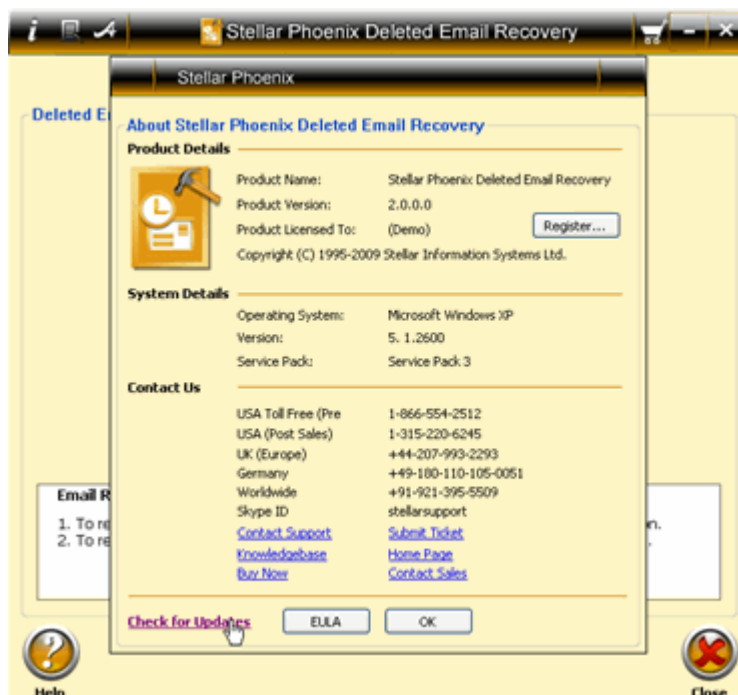 Stellar Phoenix Deleted Email Recovery
Stellar Phoenix
Deleted E
About Stellar Phoenix Deleted Email Recovery
Product Details
Product Name: Stellar Phoenix Deleted Email Recovery
Product Version: 2.0.0.0
Product Licensed To: (Demo) Register...
Copyright (C) 1995-2009 Stellar Information Systems Ltd.
System Details
Operating System: Microsoft Windows XP
Version: 5. 1.2600
Service Pack: Service Pack 3
Contact Us
USA Toll Free (Pre 1-866-554-2512
USA (Post Sales) 1-315-220-6245
UK (Europe) +44-207-993-2293
Germany +49-180-110-105-0051
Worldwide +91-921-395-5509
Skype ID stellarsupport
Contact Support Submit Ticket
Knowledgebase Home Page
Buy Now Contact Sales
Email R
1. To re n.
2. To re .
Check for Updates EULA OK
Help Close